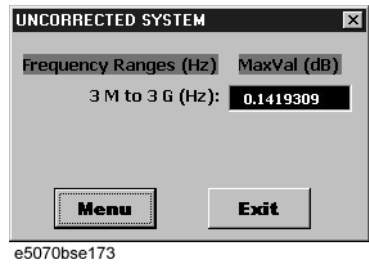 UNCORRECTED SYSTEM
Frequency Ranges (Hz) MaxVal (dB)
3 M to 3 G (Hz): 0.1419309
Menu Exit
e5070bse173